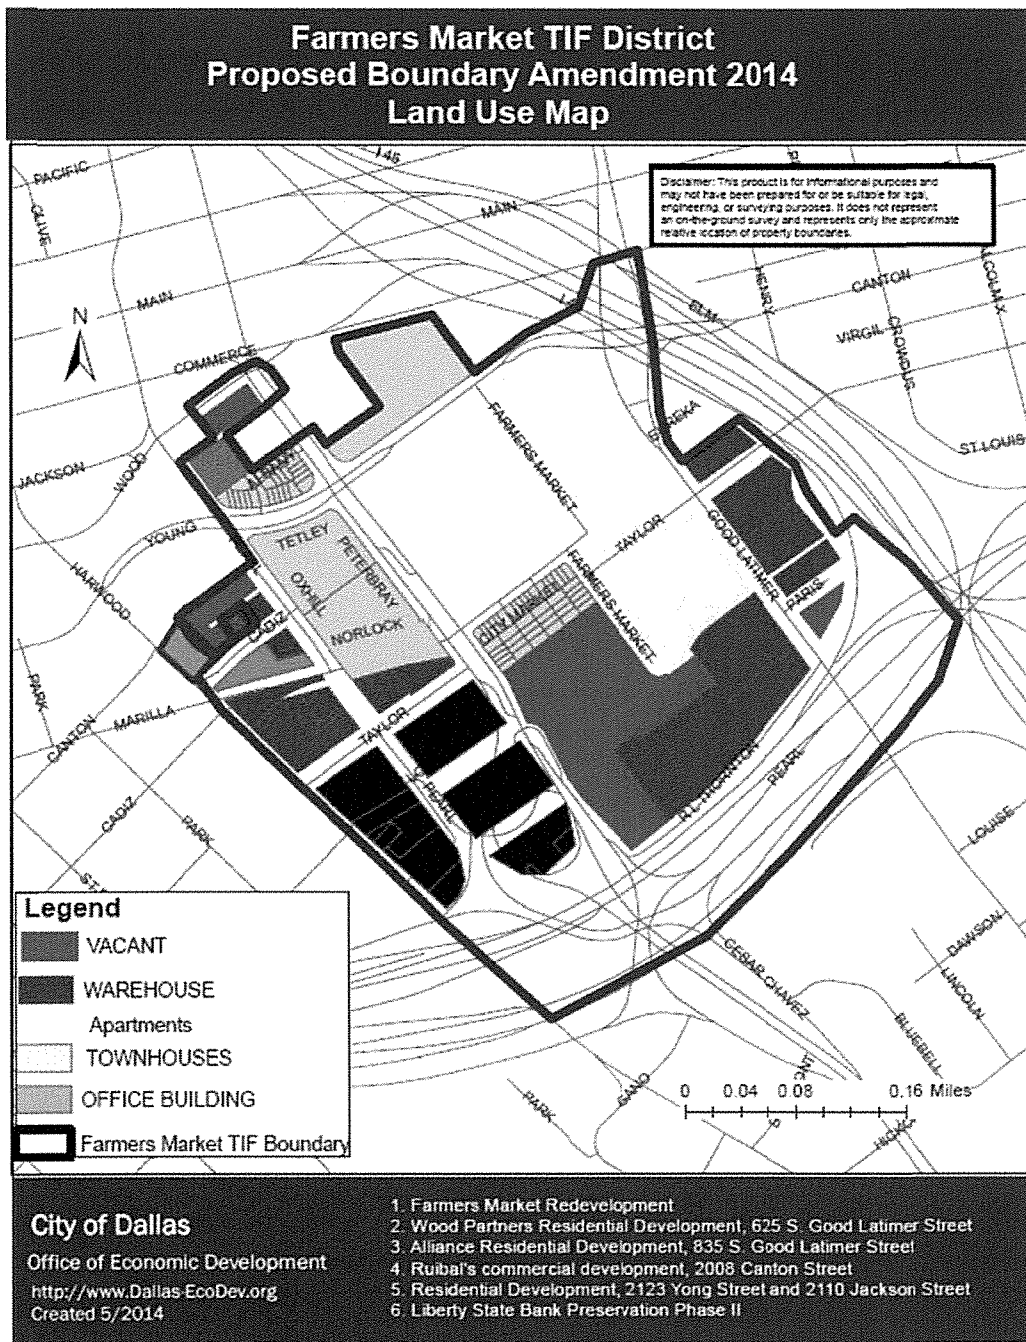 Farmers Market TIF District
Proposed Boundary Amendment 2014
Land Use Map
Disclaimer: This product is for informational purposes and
may not have been prepared for or be suitable for legal,
engineering, or surveying purposes. It does not represent
an on-the-ground survey and represents only the approximate
relative location of property boundaries.
PACIFIC
OLIVE
I-45
MAIN
MAIN
COMMERCE
N
ELM
HENRY
CANTON
MALCOLM X
VIRGIL
CROWDUS
ST LOUIS
JACKSON
WOOD
YOUNG
HARWOOD
FARMERS MARKET
TAYLOR
GOOD LATIMER
PARIS
TETLEY
PETERBRAY
OXHILL
NORLOCK
CADIZ
FARMERS MARKET
PARK
CANTON
MARILLA
TAYLOR
S PEARL
R L THORNTON
PEARL
CADIZ
PARK
LOUISE
DAWSON
LINCOLN
CESAR CHAVEZ
BLUEBELL
PARK
GANO
Legend
VACANT
WAREHOUSE
Apartments
TOWNHOUSES
OFFICE BUILDING
Farmers Market TIF Boundary
0 0.04 0.08 0.16 Miles
City of Dallas
Office of Economic Development
http://www.Dallas-EcoDev.org
Created 5/2014
1. Farmers Market Redevelopment
2. Wood Partners Residential Development, 625 S. Good Latimer Street
3. Alliance Residential Development, 835 S. Good Latimer Street
4. Ruibal's commercial development, 2008 Canton Street
5. Residential Development, 2123 Yong Street and 2110 Jackson Street
6. Liberty State Bank Preservation Phase II